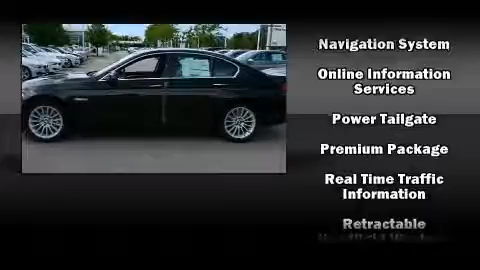 Navigation System
Online Information
Services
Power Tailgate
Premium Package
Real Time Traffic
Information
Retractable